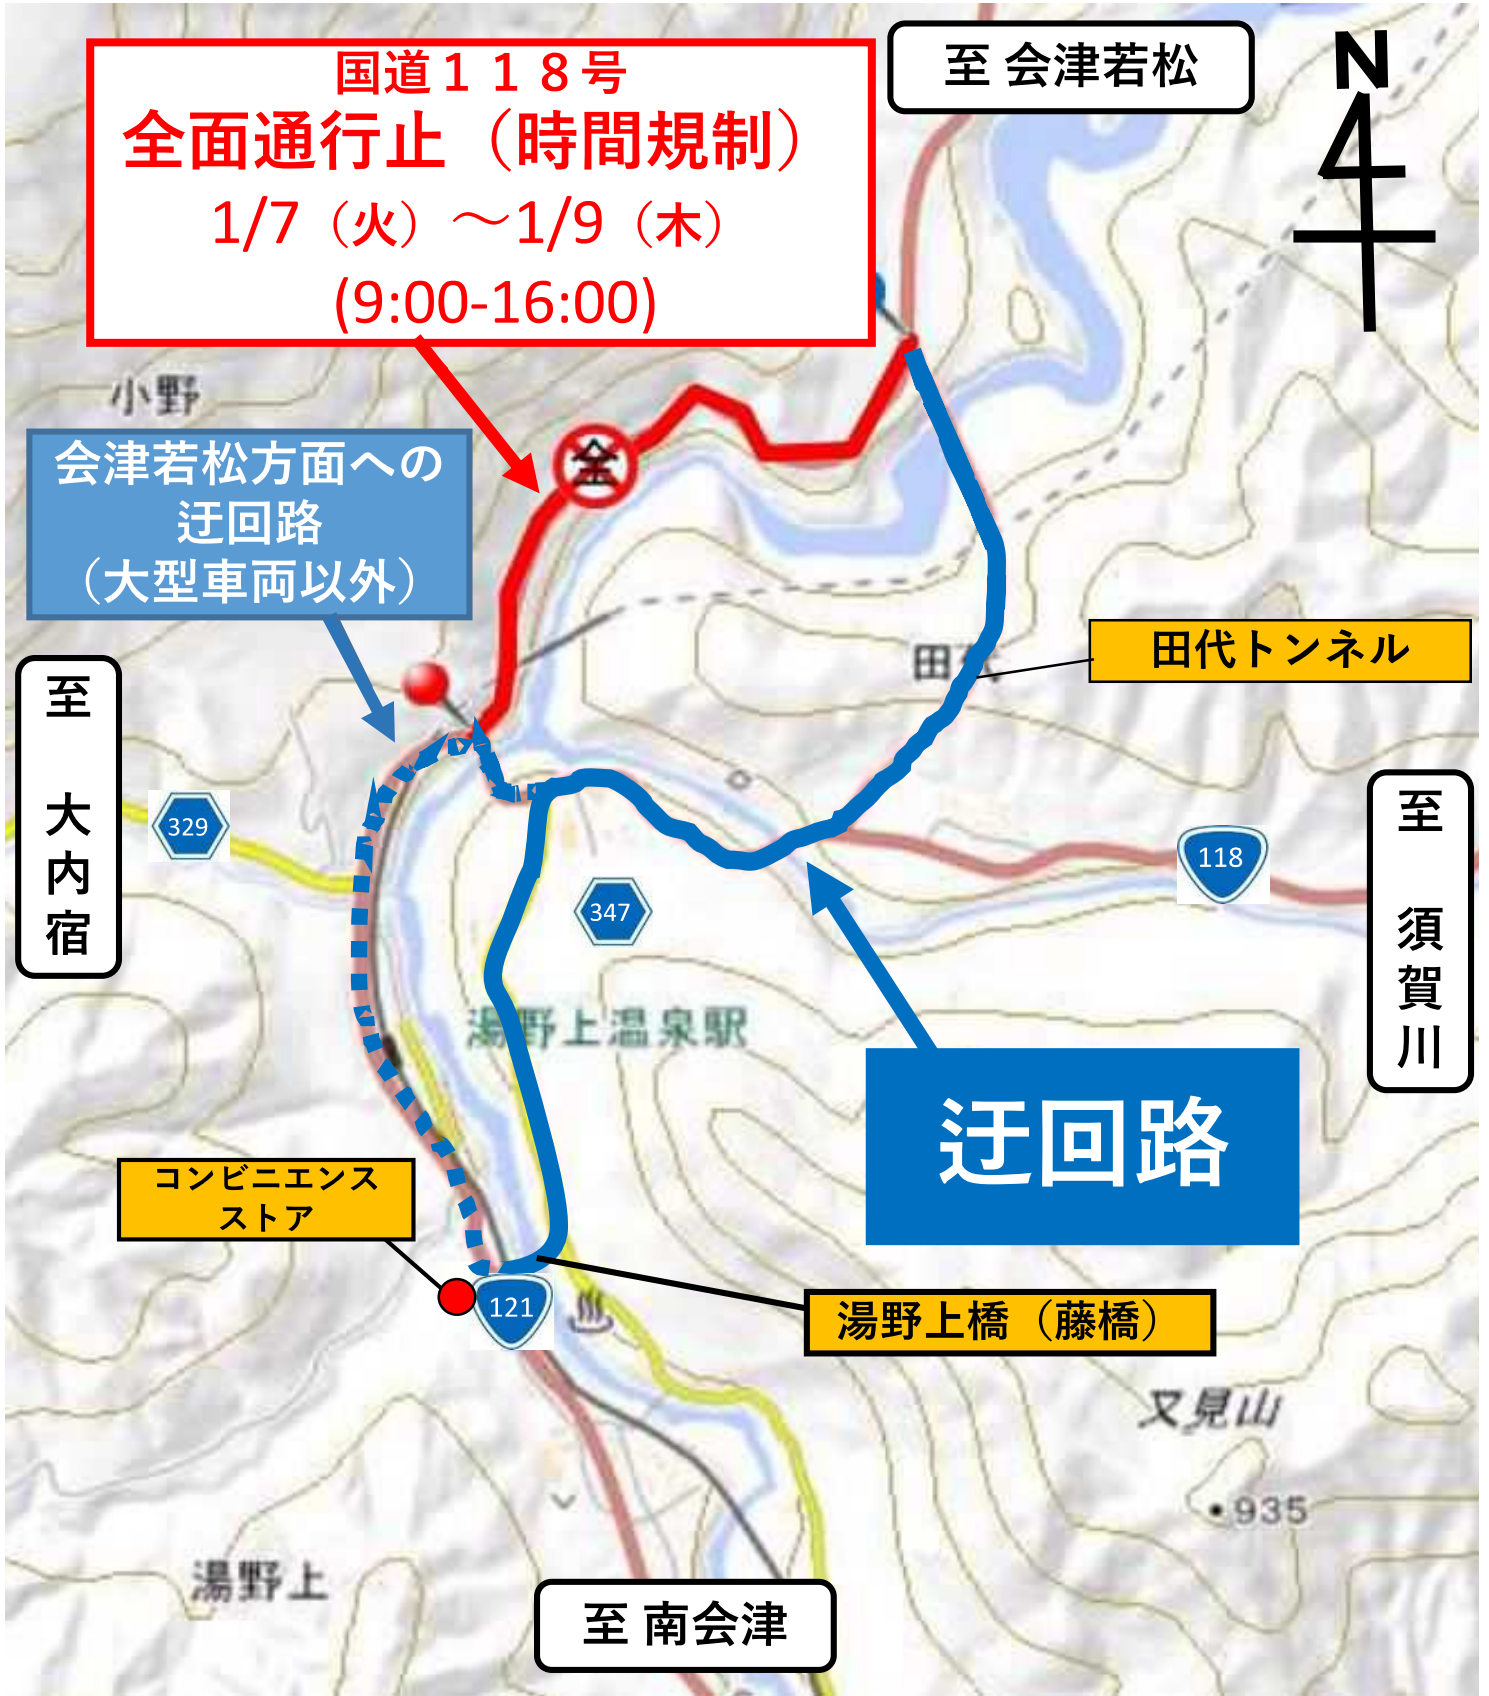 国道１１８号
全面通行止（時間規制）
1/7（火）～1/9（木）
(9:00-16:00)
至 会津若松
N
小野
全
会津若松方面への
迂回路
（大型車両以外）
田代トンネル
田
至 大内宿
329
118
至 須賀川
347
湯野上温泉駅
迂回路
コンビニエンス
ストア
121
湯野上橋（藤橋）
又見山
935
湯野上
至 南会津